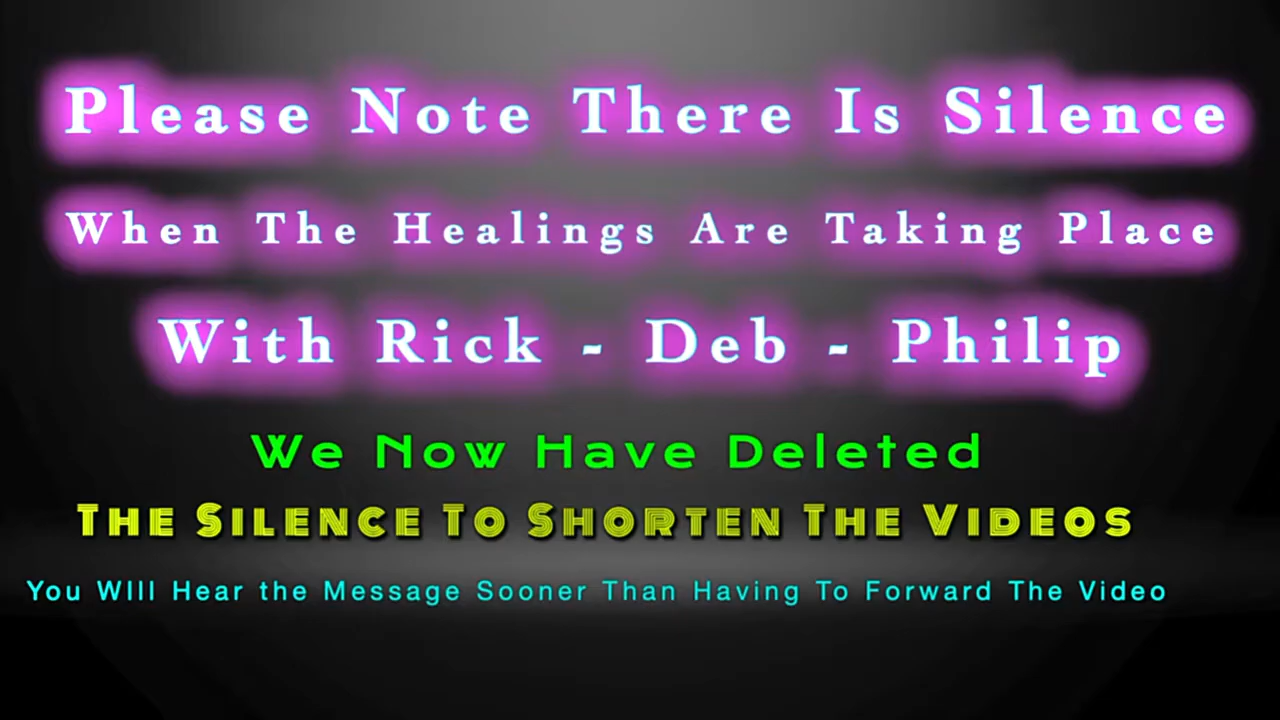 Please Note There Is Silence
When The Healings Are Taking Place
With Rick - Deb - Philip
We Now Have Deleted
The Silence To Shorten The Videos
You WIll Hear the Message Sooner Than Having To Forward The Video